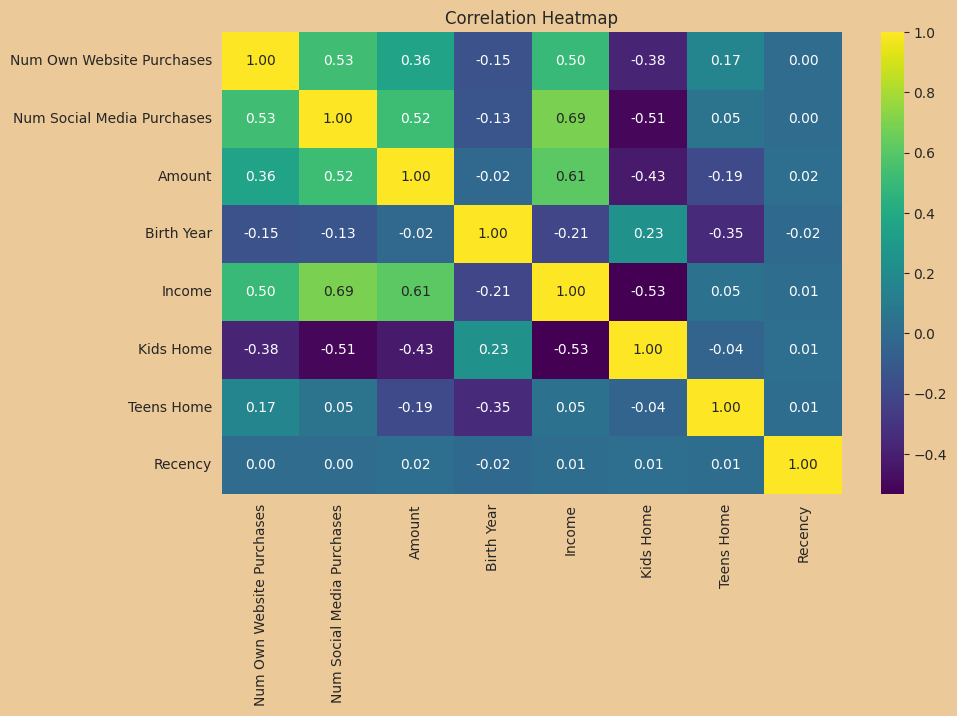 Correlation Heatmap
Num Own Website Purchases 1.00 0.53 0.36 -0.15 0.50 -0.38 0.17 0.00
Num Social Media Purchases 0.53 1.00 0.52 -0.13 0.69 -0.51 0.05 0.00
Amount 0.36 0.52 1.00 -0.02 0.61 -0.43 -0.19 0.02
Birth Year -0.15 -0.13 -0.02 1.00 -0.21 0.23 -0.35 -0.02
Income 0.50 0.69 0.61 -0.21 1.00 -0.53 0.05 0.01
Kids Home -0.38 -0.51 -0.43 0.23 -0.53 1.00 -0.04 0.01
Teens Home 0.17 0.05 -0.19 -0.35 0.05 -0.04 1.00 0.01
Recency 0.00 0.00 0.02 -0.02 0.01 0.01 0.01 1.00
Num Own Website Purchases
Num Social Media Purchases
Amount
Birth Year
Income
Kids Home
Teens Home
Recency
1.0
0.8
0.6
0.4
0.2
0.0
−0.2
−0.4